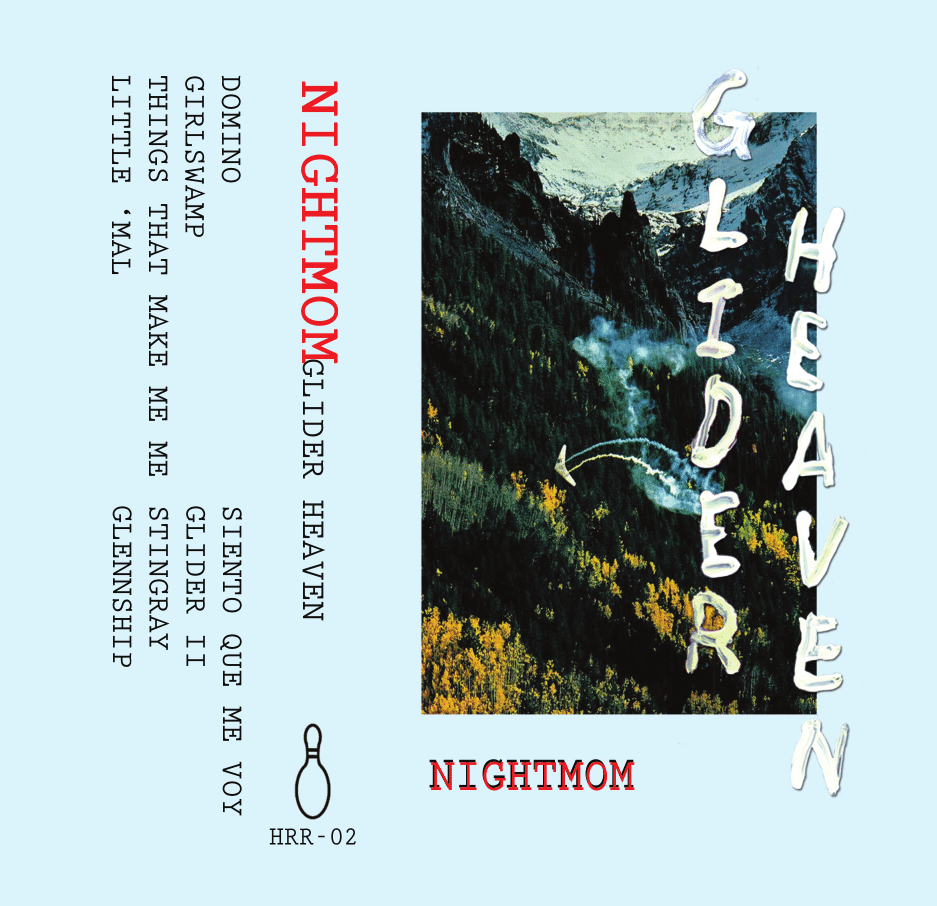 DOMINO
GIRLSWAMP
THINGS THAT MAKE ME ME
LITTLE ‘MAL
SIENTO QUE ME VOY
GLIDER II
STINGRAY
GLENNSHIP
NIGHTMOM
GLIDER HEAVEN
HRR-02
GLIDER
HEAVEN
NIGHTMOM